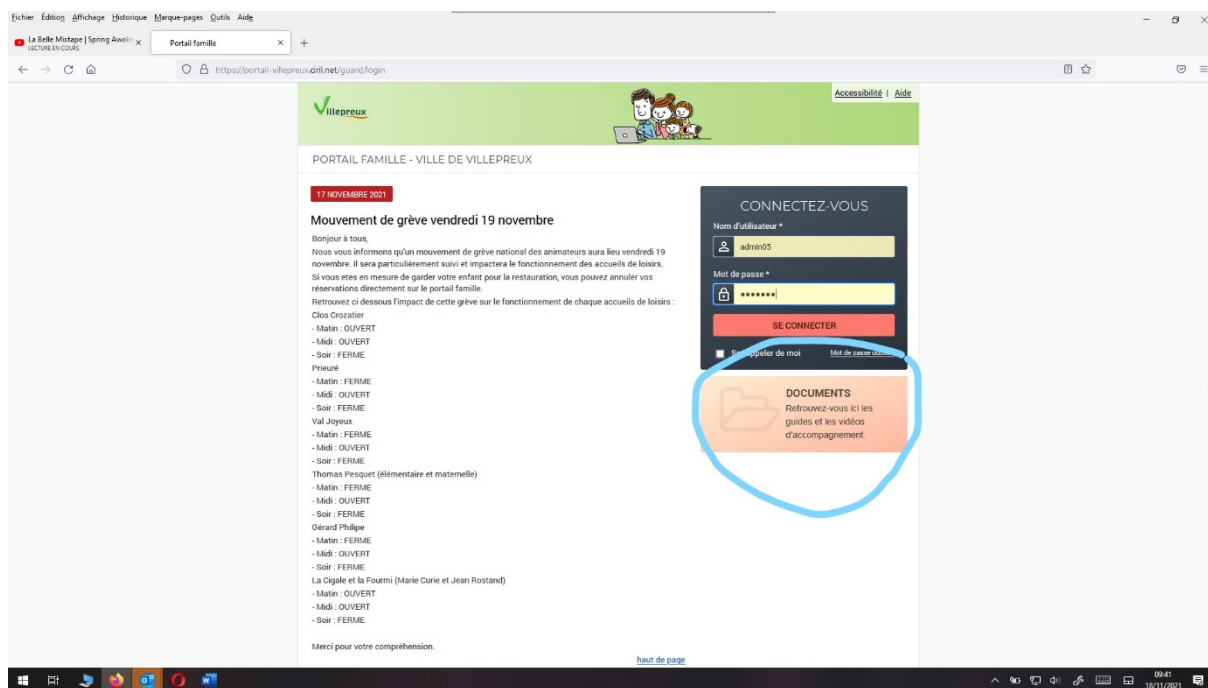 Fichier Édition Affichage Historique Marque-pages Outils Aide
La Belle Mixtape | Spring Awake
LECTURE EN COURS
Portail famille
https://portail-villepreux.ciril.net/guard/login
Villepreux
Accessibilité | Aide
PORTAIL FAMILLE - VILLE DE VILLEPREUX
17 NOVEMBRE 2021
Mouvement de grève vendredi 19 novembre
Bonjour à tous,
Nous vous informons qu'un mouvement de grève national des animateurs aura lieu vendredi 19
novembre. Il sera particulièrement suivi et impactera le fonctionnement des accueils de loisirs.
Si vous etes en mesure de garder votre enfant pour la restauration, vous pouvez annuler vos
réservations directement sur le portail famille.
Retrouvez ci dessous l'impact de cette grève sur le fonctionnement de chaque accueils de loisirs :
Clos Crozatier
- Matin : OUVERT
- Midi : OUVERT
- Soir : FERME
Prieuré
- Matin : FERME
- Midi : OUVERT
- Soir : FERME
Val Joyeux
- Matin : FERME
- Midi : OUVERT
- Soir : FERME
Thomas Pesquet (élémentaire et maternelle)
- Matin : FERME
- Midi : OUVERT
- Soir : FERME
Gérard Philipe
- Matin : FERME
- Midi : OUVERT
- Soir : FERME
La Cigale et la Fourmi (Marie Curie et Jean Rostand)
- Matin : OUVERT
- Midi : OUVERT
- Soir : FERME
Merci pour votre compréhension.
haut de page
CONNECTEZ-VOUS
Nom d'utilisateur *
admin05
Mot de passe *
•••••••
SE CONNECTER
de moi
Mot de passe
DOCUMENTS
Retrouvez-vous ici les
guides et les vidéos
d'accompagnement.
09:41
18/11/2021